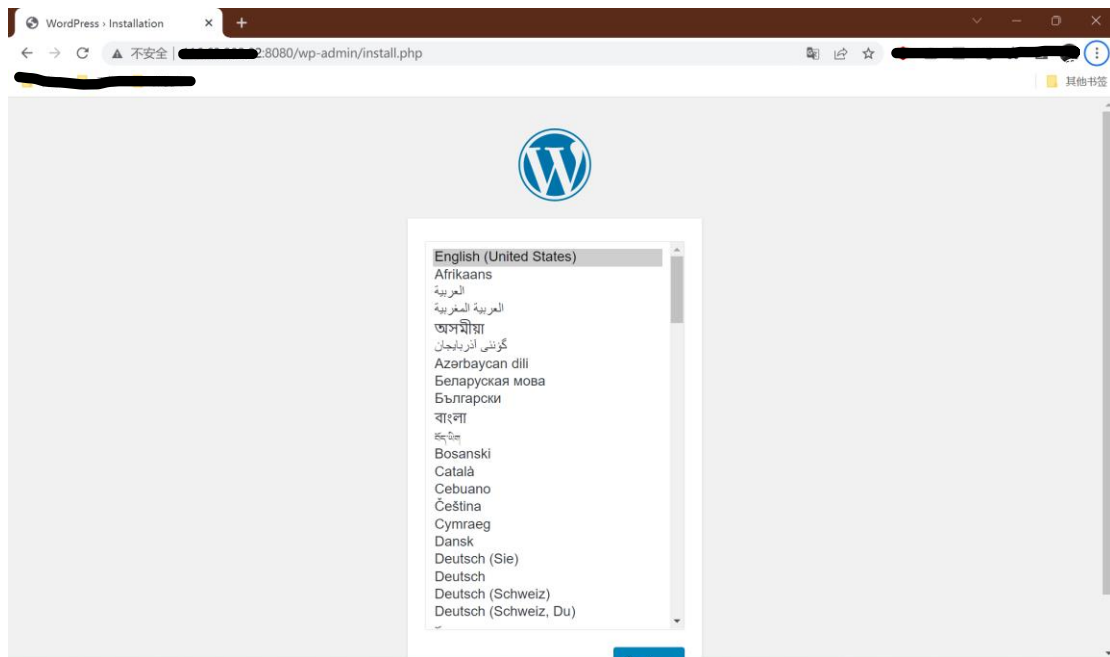 WordPress › Installation
不安全
2:8080/wp-admin/install.php
其他书签
English (United States)
Afrikaans
العربية
العربية المغربية
অসমীয়া
گؤنئی آذربایجان
Azərbaycan dili
Беларуская мова
Български
বাংলা
བོད་ཡིག
Bosanski
Català
Cebuano
Čeština
Cymraeg
Dansk
Deutsch (Sie)
Deutsch
Deutsch (Schweiz)
Deutsch (Schweiz, Du)